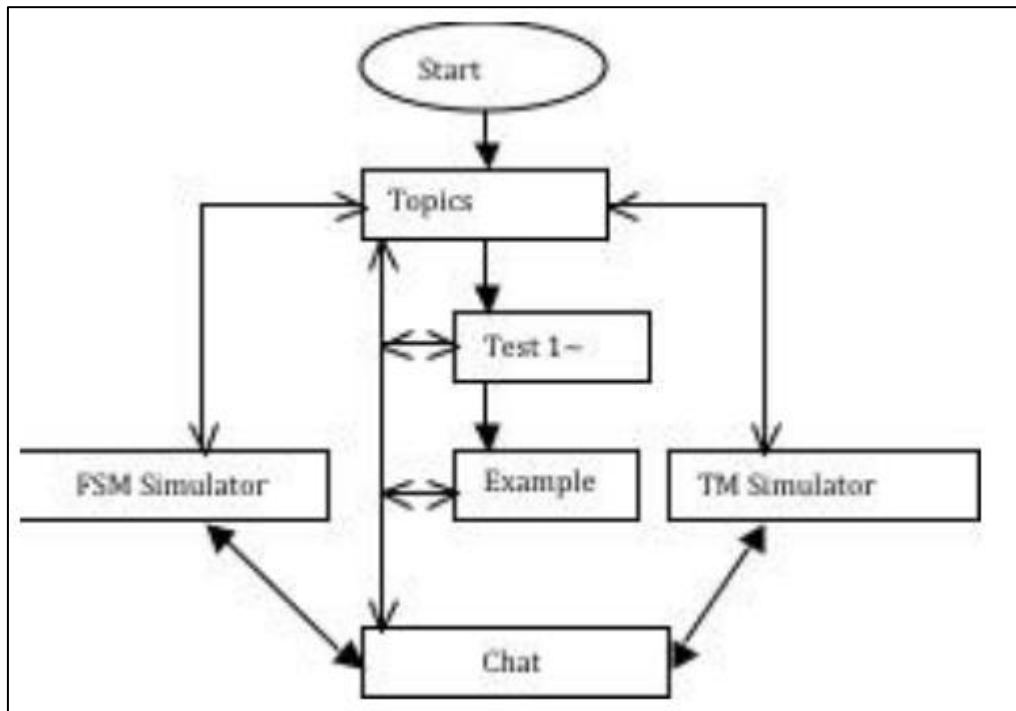 Start
Topics
Test 1~
Example
FSM Simulator
TM Simulator
Chat